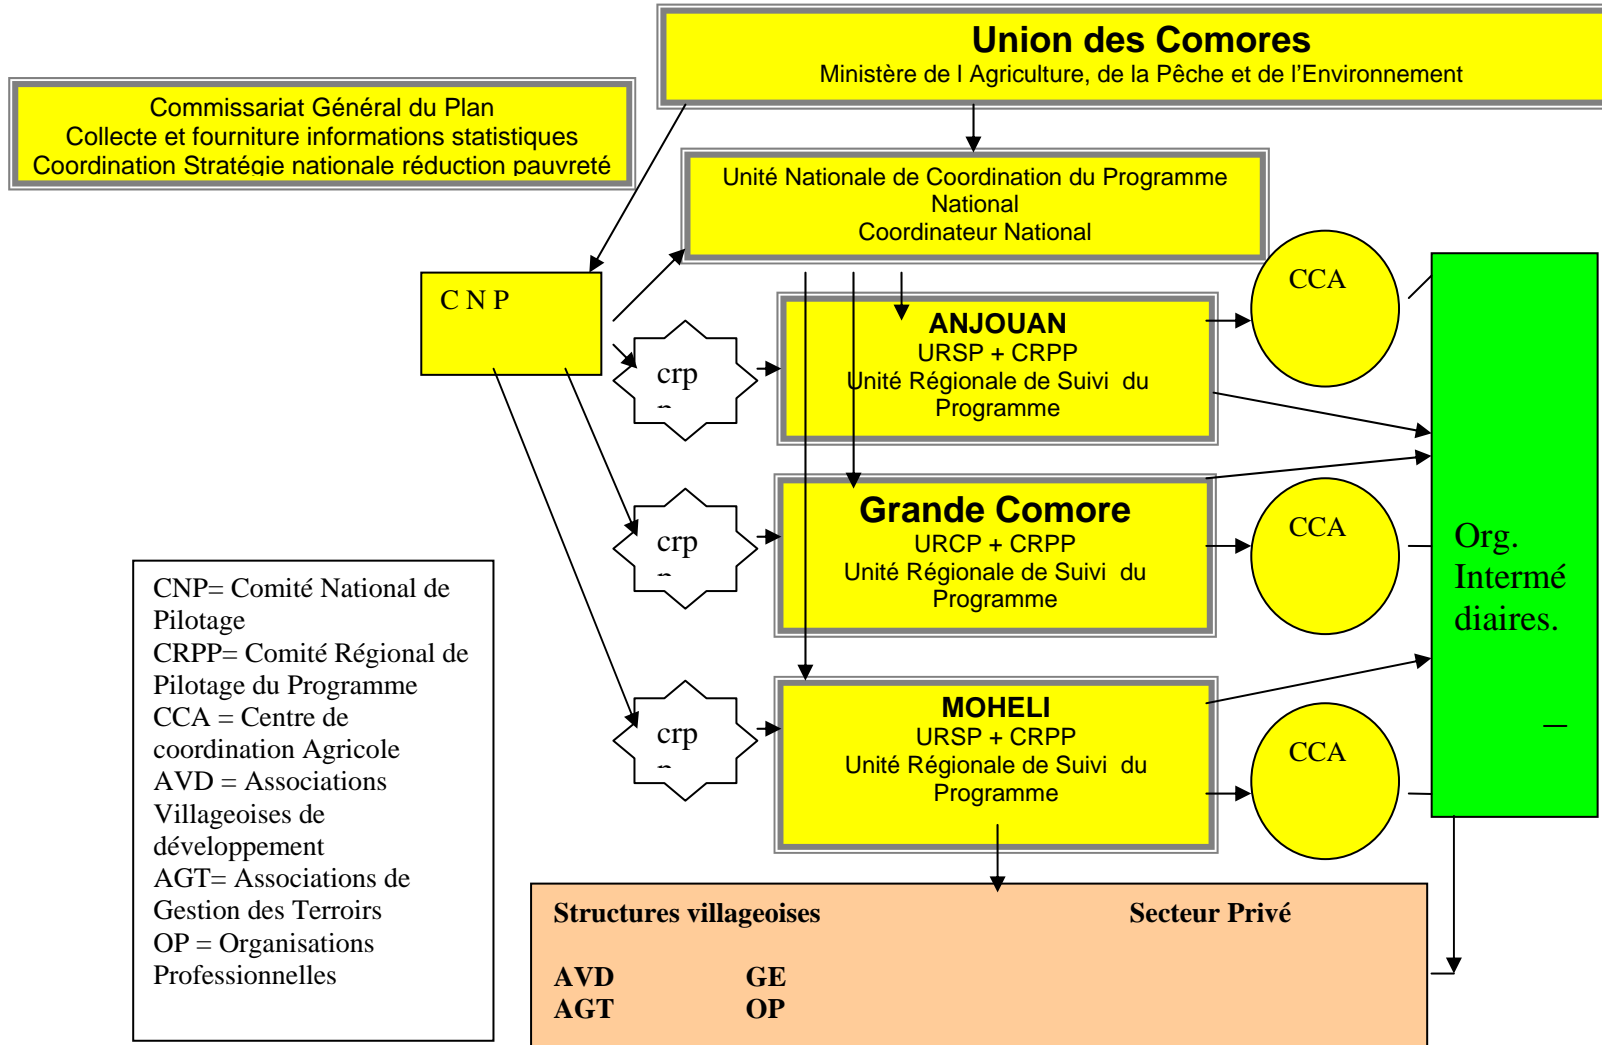 Union des Comores
Ministère de l Agriculture, de la Pêche et de l'Environnement
Commissariat Général du Plan
Collecte et fourniture informations statistiques
Coordination Stratégie nationale réduction pauvreté
Unité Nationale de Coordination du Programme
National
Coordinateur National
C N P
crp
ANJOUAN
URSP + CRPP
Unité Régionale de Suivi du
Programme
CCA
crp
Grande Comore
URCP + CRPP
Unité Régionale de Suivi du
Programme
CCA
crp
MOHELI
URSP + CRPP
Unité Régionale de Suivi du
Programme
CCA
Org.
Intermé
diaires.
CNP= Comité National de
Pilotage
CRPP= Comité Régional de
Pilotage du Programme
CCA = Centre de
coordination Agricole
AVD = Associations
Villageoises de
développement
AGT= Associations de
Gestion des Terroirs
OP = Organisations
Professionnelles
Structures villageoises Secteur Privé
AVD GE
AGT OP